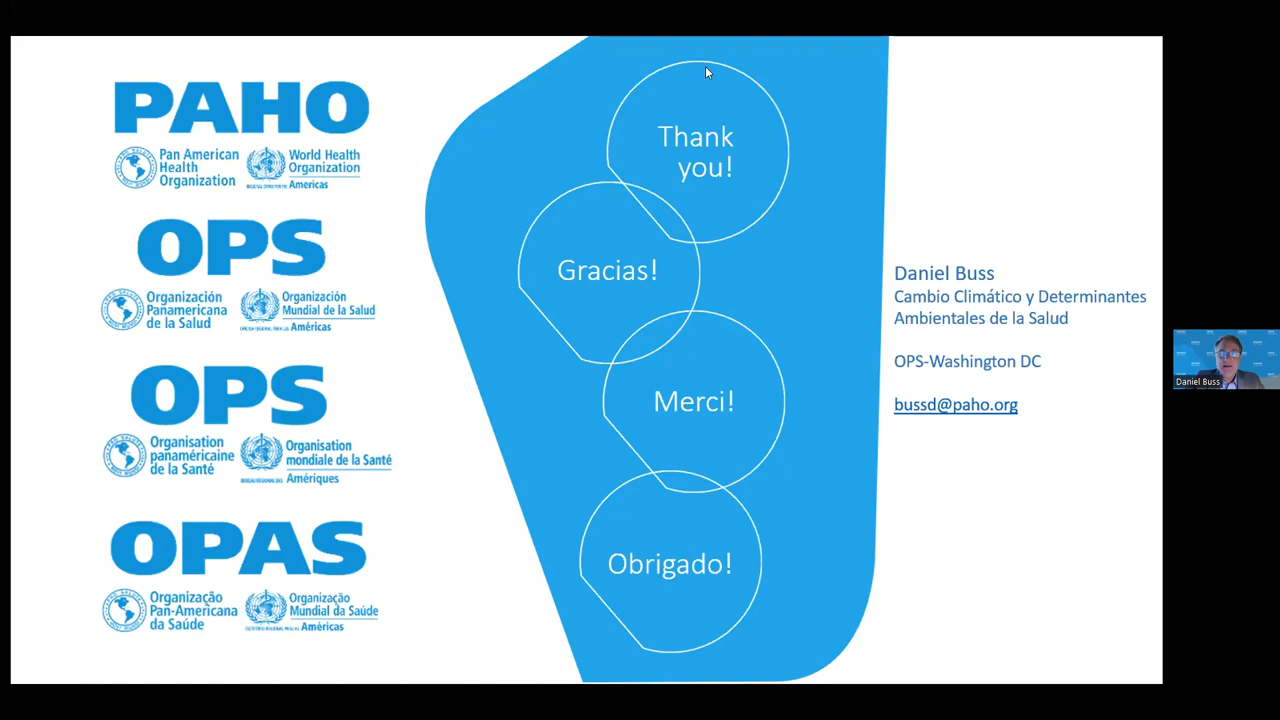 PAHO
Pan American
Health
Organization
World Health
Organization
Americas
OPS
Organización
Panamericana
de la Salud
Organización
Mundial de la Salud
Américas
OPS
Organisation
panaméricaine
de la Santé
Organisation
mondiale de la Santé
Amériques
OPAS
Organização
Pan-Americana
da Saúde
Organização
Mundial da Saúde
Américas
Thank
you!
Gracias!
Merci!
Obrigado!
Daniel Buss
Cambio Climático y Determinantes
Ambientales de la Salud
OPS-Washington DC
bussd@paho.org
Daniel Buss